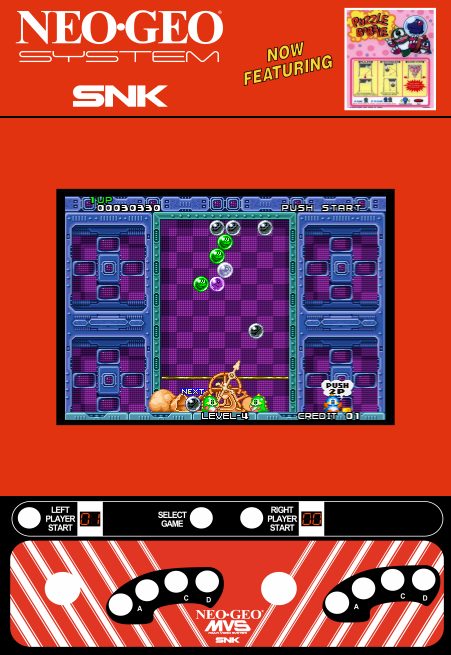 NEO•GEO
SYSTEM
SNK
NOW
FEATURING
PUZZLE
BOBBLE
1UP
00030330
PUSH START
NEXT
PUSH
2P
LEVEL-4
CREDIT 01
LEFT
PLAYER
START
01
SELECT
GAME
RIGHT
PLAYER
START
00
A
C
D
A
C
D
NEO•GEO
MVS
SNK